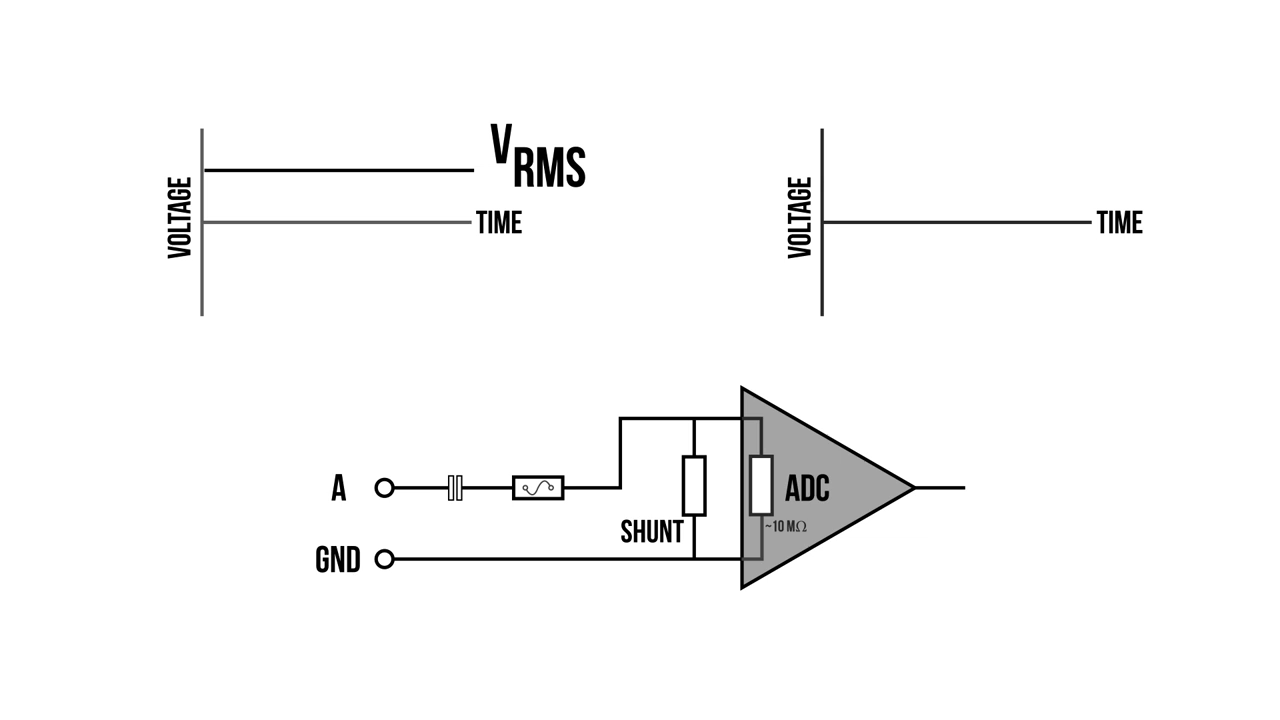 VRMS
VOLTAGE
TIME
VOLTAGE
TIME
A
ADC
SHUNT
~10 MΩ
GND